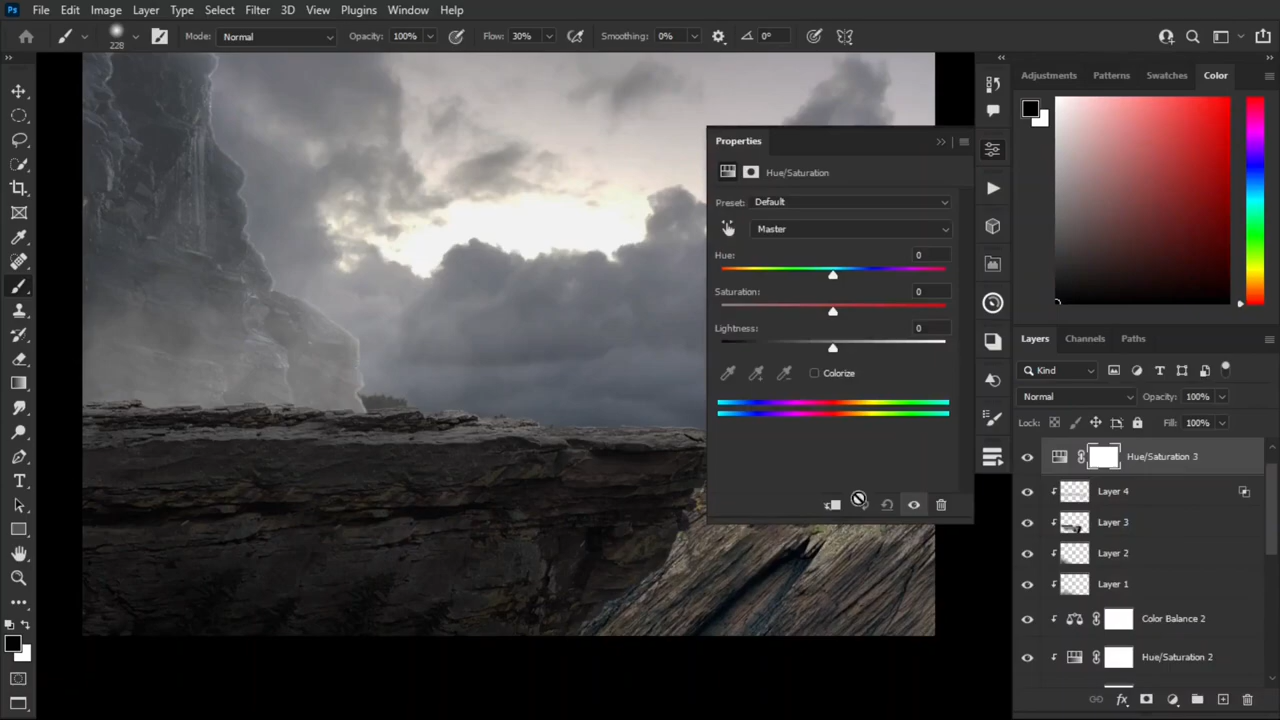 Ps File Edit Image Layer Type Select Filter 3D View Plugins Window Help
228 Mode: Normal Opacity: 100% Flow: 30% Smoothing: 0% 0°
Adjustments Patterns Swatches Color
Properties
Hue/Saturation
Preset: Default
Master
Hue: 0
Saturation: 0
Lightness: 0
Colorize
Layers Channels Paths
Kind
Normal Opacity: 100%
Lock: Fill: 100%
Hue/Saturation 3
Layer 4
Layer 3
Layer 2
Layer 1
Color Balance 2
Hue/Saturation 2
fx